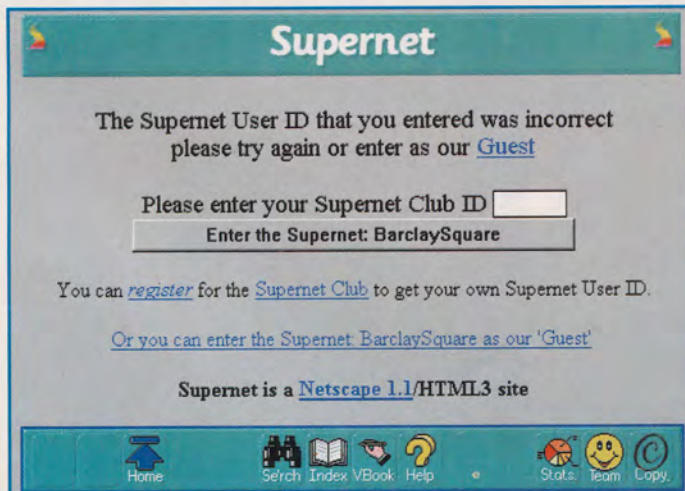 Supernet
The Supernet User ID that you entered was incorrect
please try again or enter as our Guest
Please enter your Supernet Club ID
Enter the Supernet: BarclaySquare
You can register for the Supernet Club to get your own Supernet User ID.
Or you can enter the Supernet: BarclaySquare as our 'Guest'
Supernet is a Netscape 1.1/HTML3 site
Home Se'rch Index VBook Help e Stats. Team Copy.